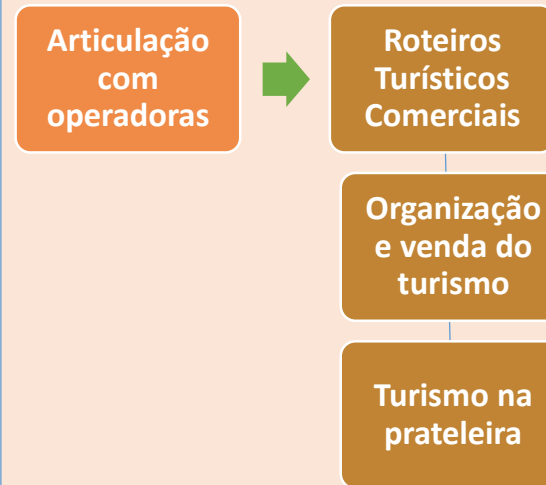 Articulação
com
operadoras
Roteiros
Turísticos
Comerciais
Organização
e venda do
turismo
Turismo na
prateleira